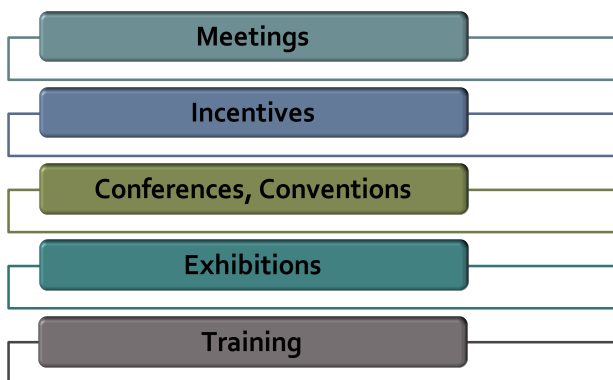 Meetings
Incentives
Conferences, Conventions
Exhibitions
Training